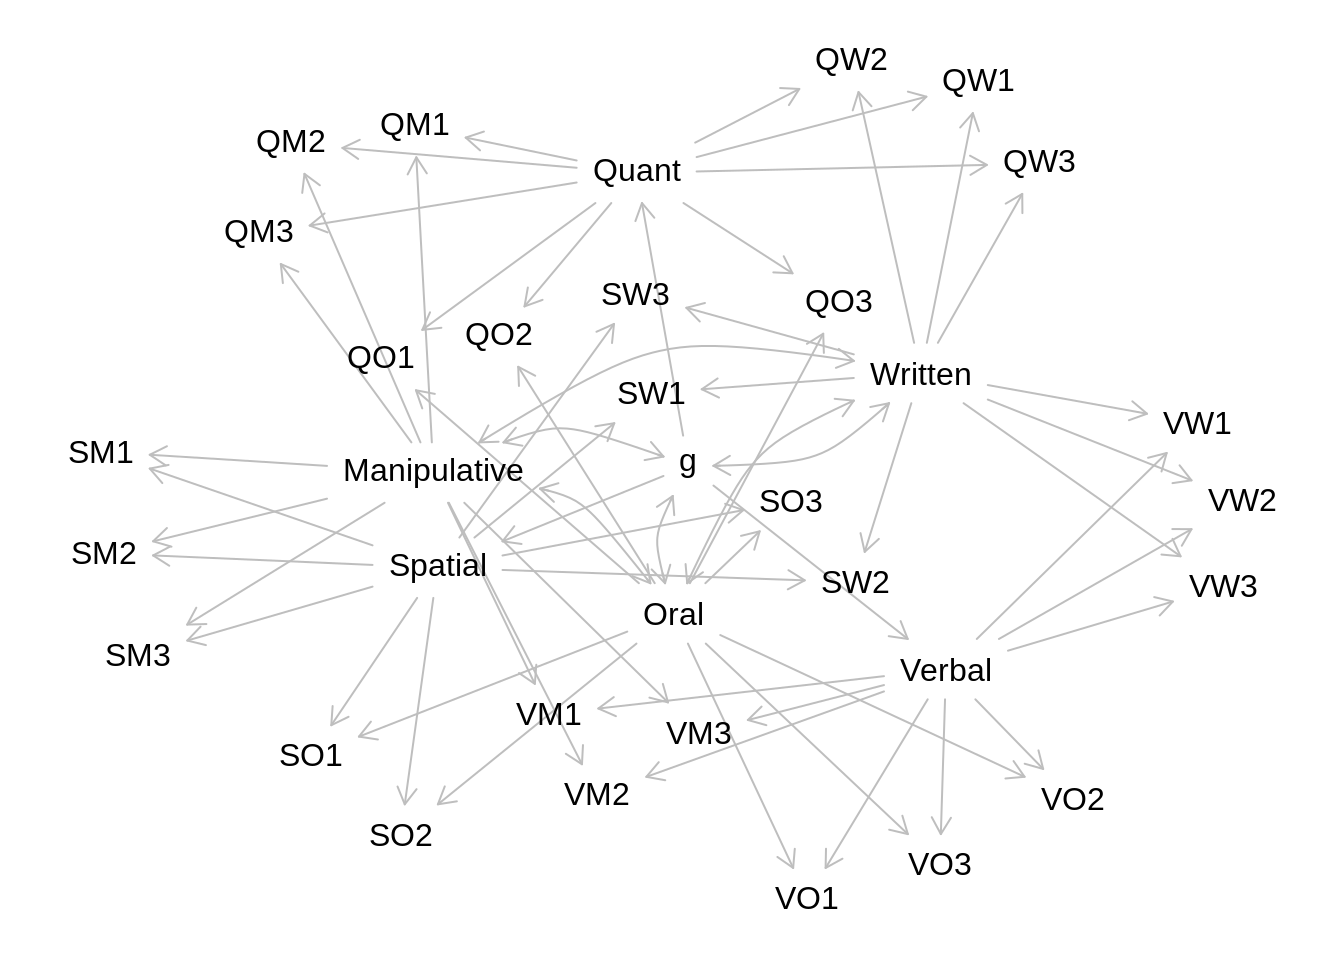 QW2
QW1
QM1
QM2
QW3
Quant
QM3
SW3
QO3
QO2
QO1
Written
SW1
VW1
SM1
g
Manipulative
SO3
VW2
SM2
Spatial
SW2
VW3
Oral
SM3
Verbal
VM1
VM3
SO1
VM2
VO2
SO2
VO3
VO1